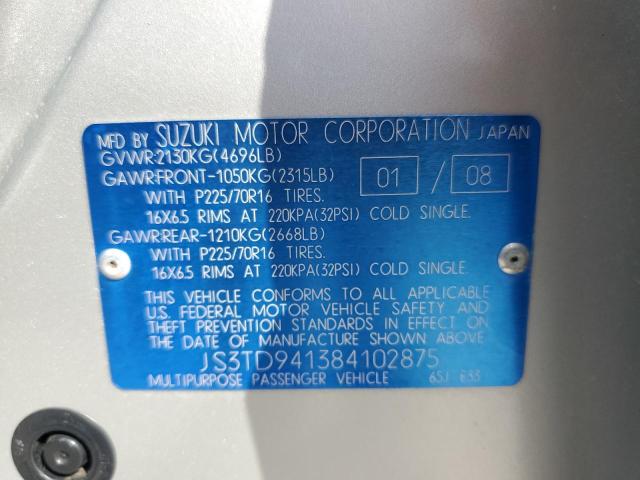 MFD BY SUZUKI MOTOR CORPORATION JAPAN
GVWR:2130KG(4696LB)
GAWR:FRONT-1050KG(2315LB) 01 / 08
WITH P225/70R16 TIRES.
16X6.5 RIMS AT 220KPA(32PSI) COLD SINGLE.
GAWR:REAR-1210KG(2668LB)
WITH P225/70R16 TIRES.
16X6.5 RIMS AT 220KPA(32PSI) COLD SINGLE.
THIS VEHICLE CONFORMS TO ALL APPLICABLE
U.S. FEDERAL MOTOR VEHICLE SAFETY AND
THEFT PREVENTION STANDARDS IN EFFECT ON
THE DATE OF MANUFACTURE SHOWN ABOVE
JS3TD941384102875
MULTIPURPOSE PASSENGER VEHICLE 65J E33